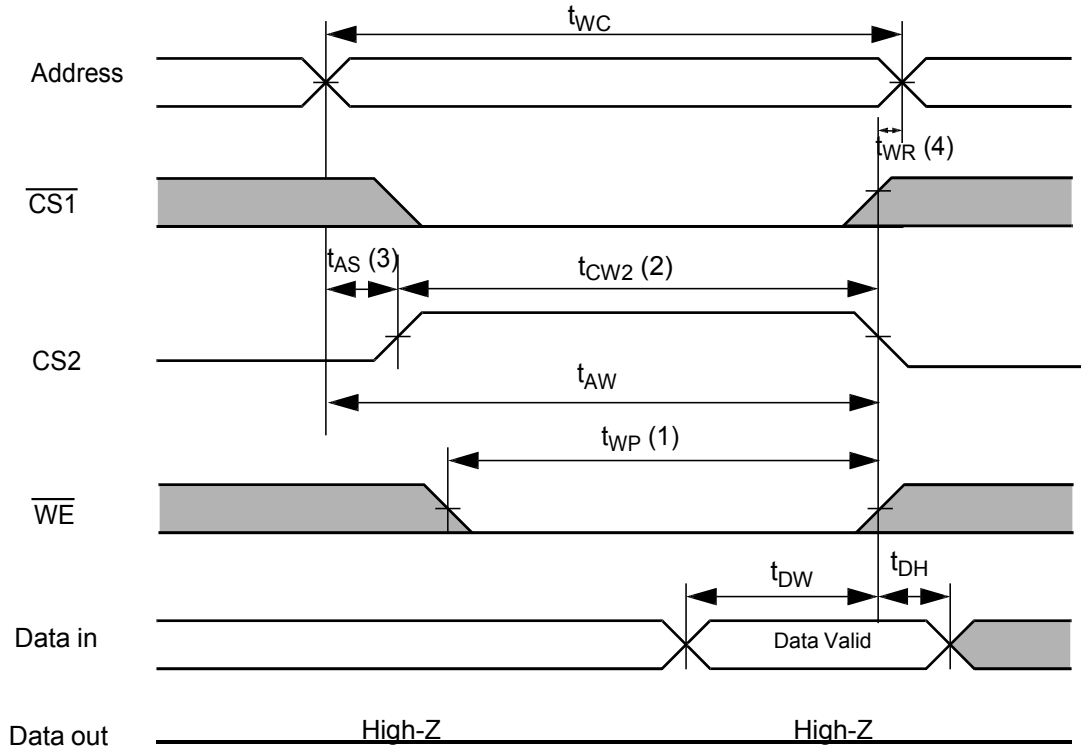 tWC
Address
tWR (4)
CS1
tAS (3)
tCW2 (2)
CS2
tAW
tWP (1)
WE
tDW
tDH
Data in
Data Valid
Data out
High-Z
High-Z